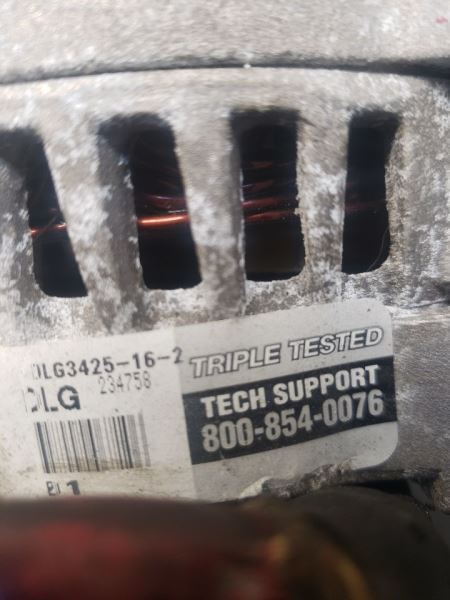 DLG3425-16-2
DLG 234758
TRIPLE TESTED
TECH SUPPORT
800-854-0076